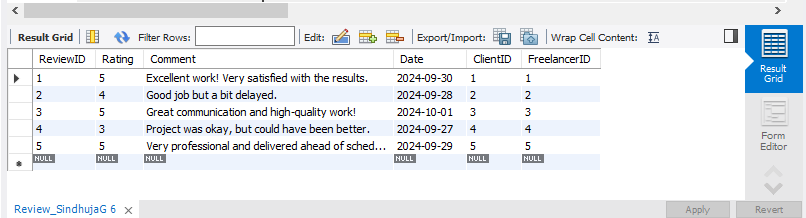 Result Grid Filter Rows: Edit: Export/Import: Wrap Cell Content: IA
ReviewID Rating Comment Date ClientID FreelancerID
1 5 Excellent work! Very satisfied with the results. 2024-09-30 1 1
2 4 Good job but a bit delayed. 2024-09-28 2 2
3 5 Great communication and high-quality work! 2024-10-01 3 3
4 3 Project was okay, but could have been better. 2024-09-27 4 4
5 5 Very professional and delivered ahead of sched... 2024-09-29 5 5
NULL NULL NULL NULL NULL NULL
Result
Grid
Form
Editor
Review_SindhujaG 6 Apply Revert